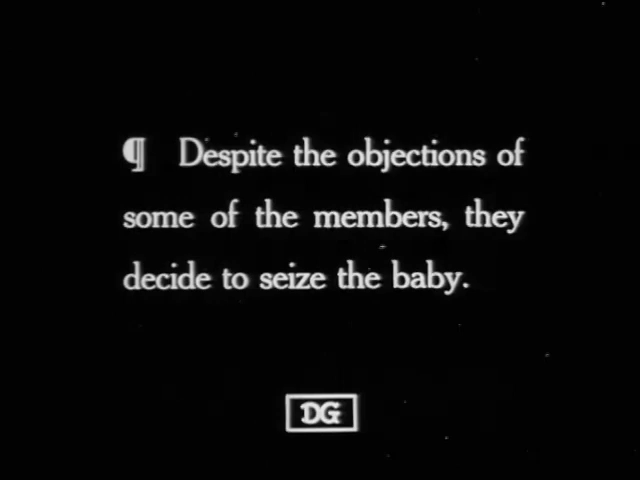 ¶ Despite the objections of
some of the members, they
decide to seize the baby.
DG